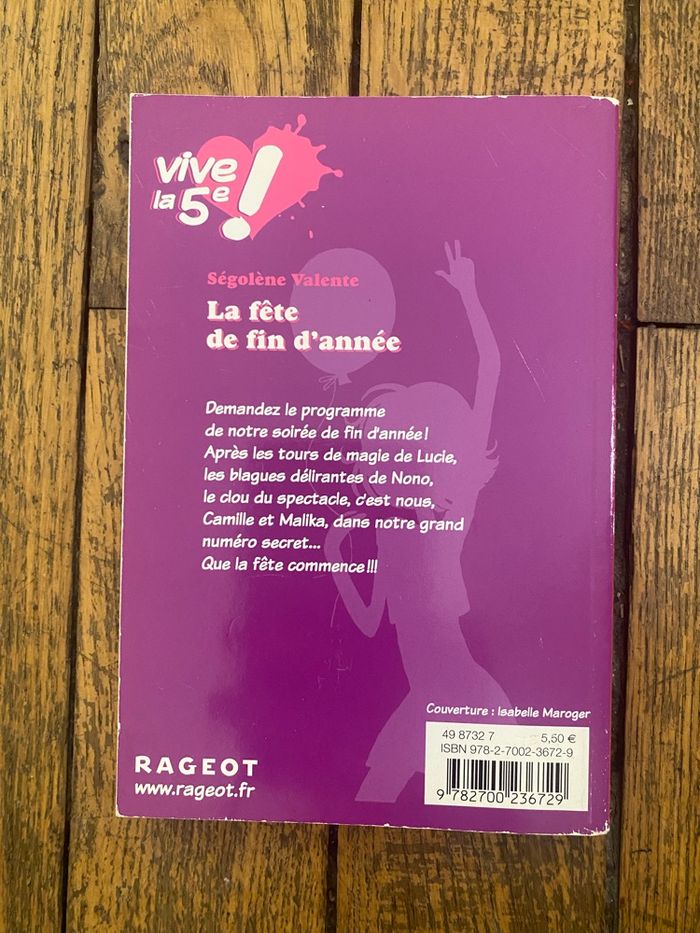 vive
la 5e !
Ségolène Valente
La fête
de fin d'année
Demandez le programme
de notre soirée de fin d'année !
Après les tours de magie de Lucie,
les blagues délirantes de Nono,
le clou du spectacle, c'est nous,
Camille et Malika, dans notre grand
numéro secret...
Que la fête commence !!!
Couverture : Isabelle Maroger
49 8732 7 5,50 €
ISBN 978-2-7002-3672-9
9 782700 236729
RAGEOT
www.rageot.fr